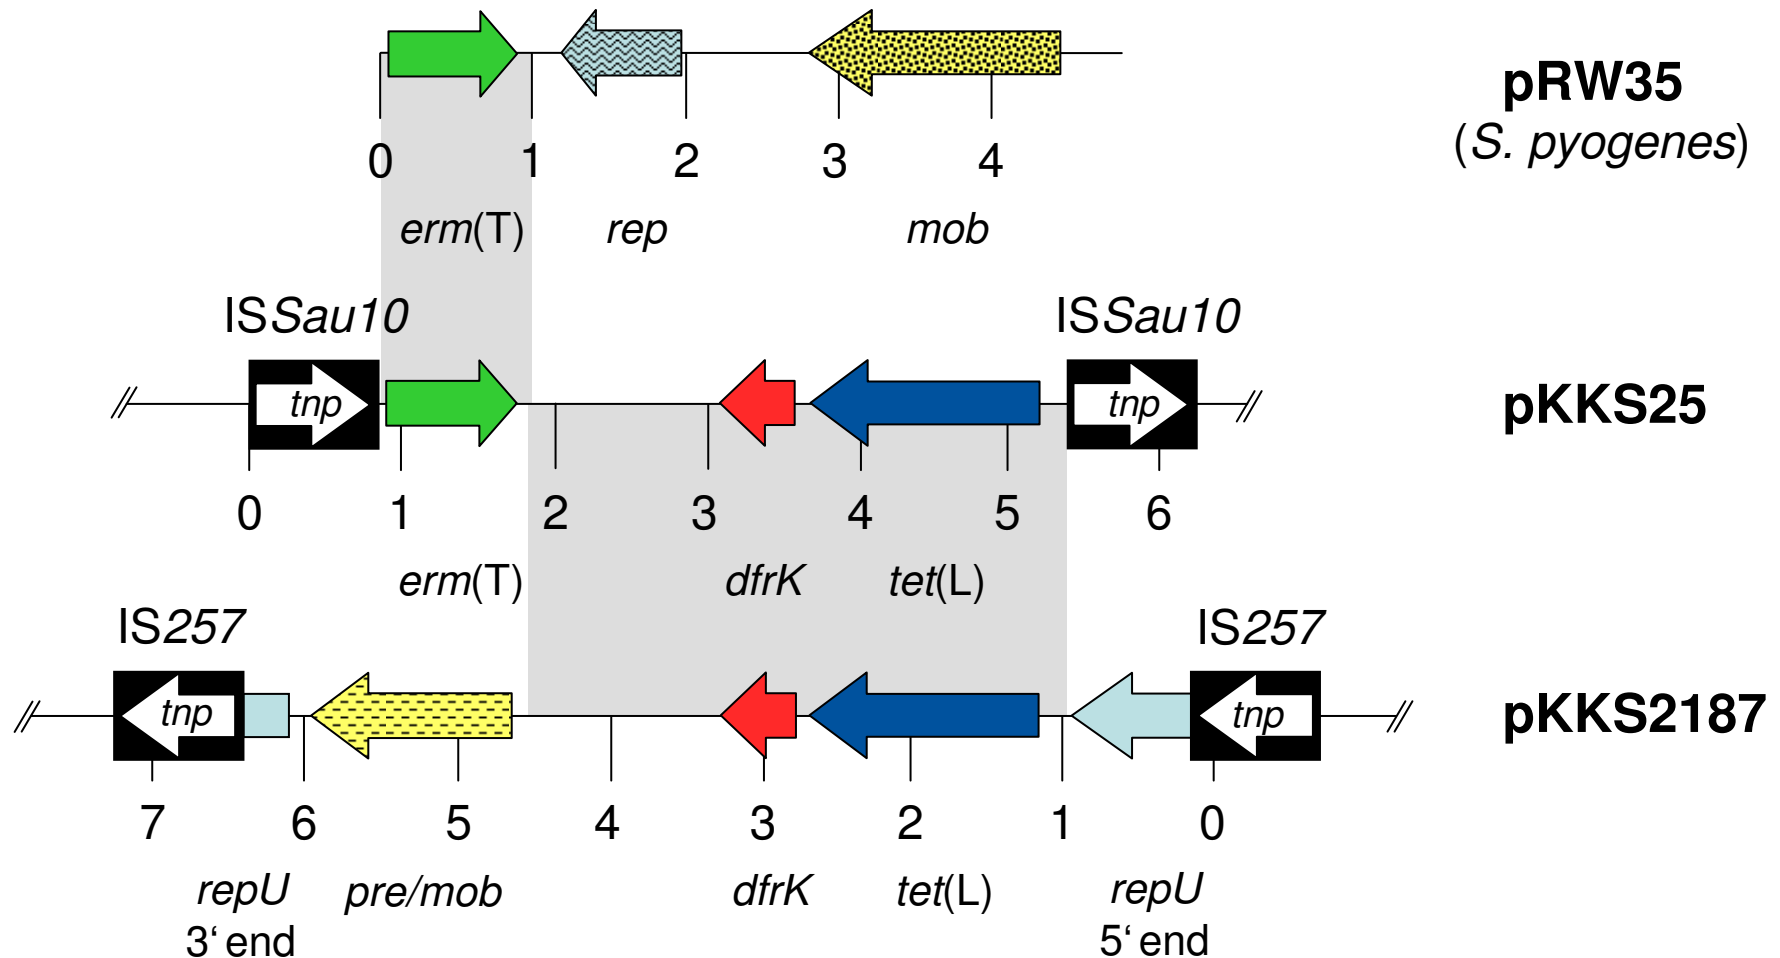 pRW35
(S. pyogenes)
0 1 2 3 4
erm(T) rep mob
ISSau10 ISSau10
tnp tnp
pKKS25
0 1 2 3 4 5 6
erm(T) dfrK tet(L)
IS257 IS257
tnp tnp
pKKS2187
7 6 5 4 3 2 1 0
repU pre/mob dfrK tet(L) repU
3‘ end 5‘ end